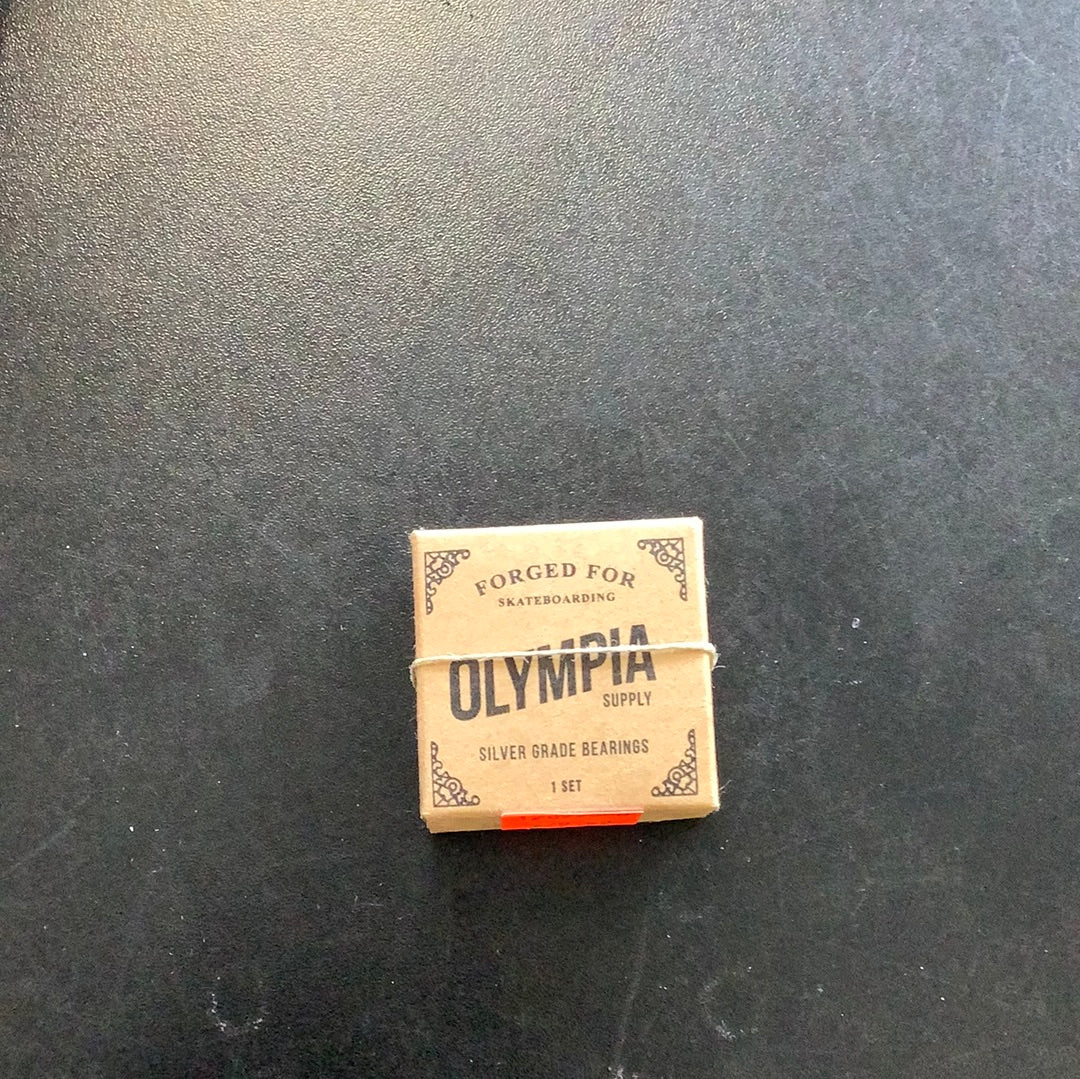 FORGED FOR
SKATEBOARDING
OLYMPIA
SUPPLY
SILVER GRADE BEARINGS
1 SET